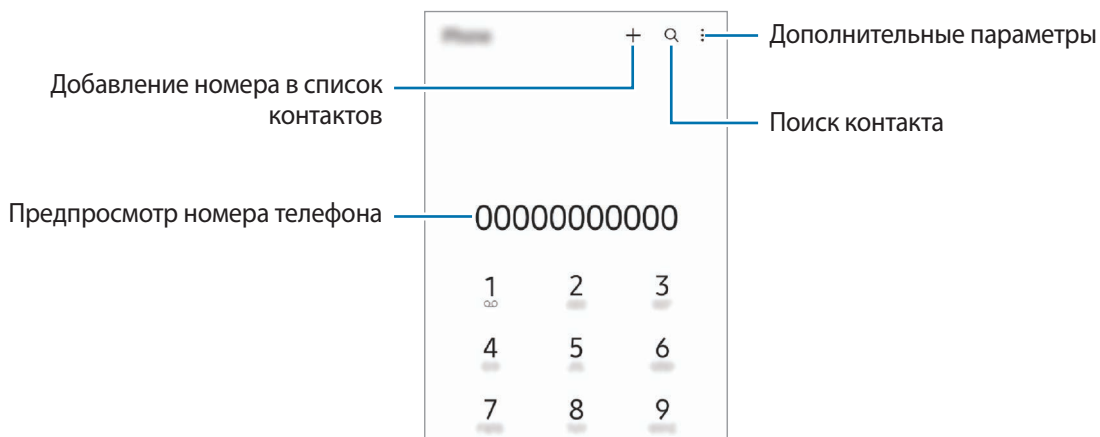 Дополнительные параметры
Добавление номера в список
контактов
Поиск контакта
Предпросмотр номера телефона
00000000000
1 2 3
4 5 6
7 8 9